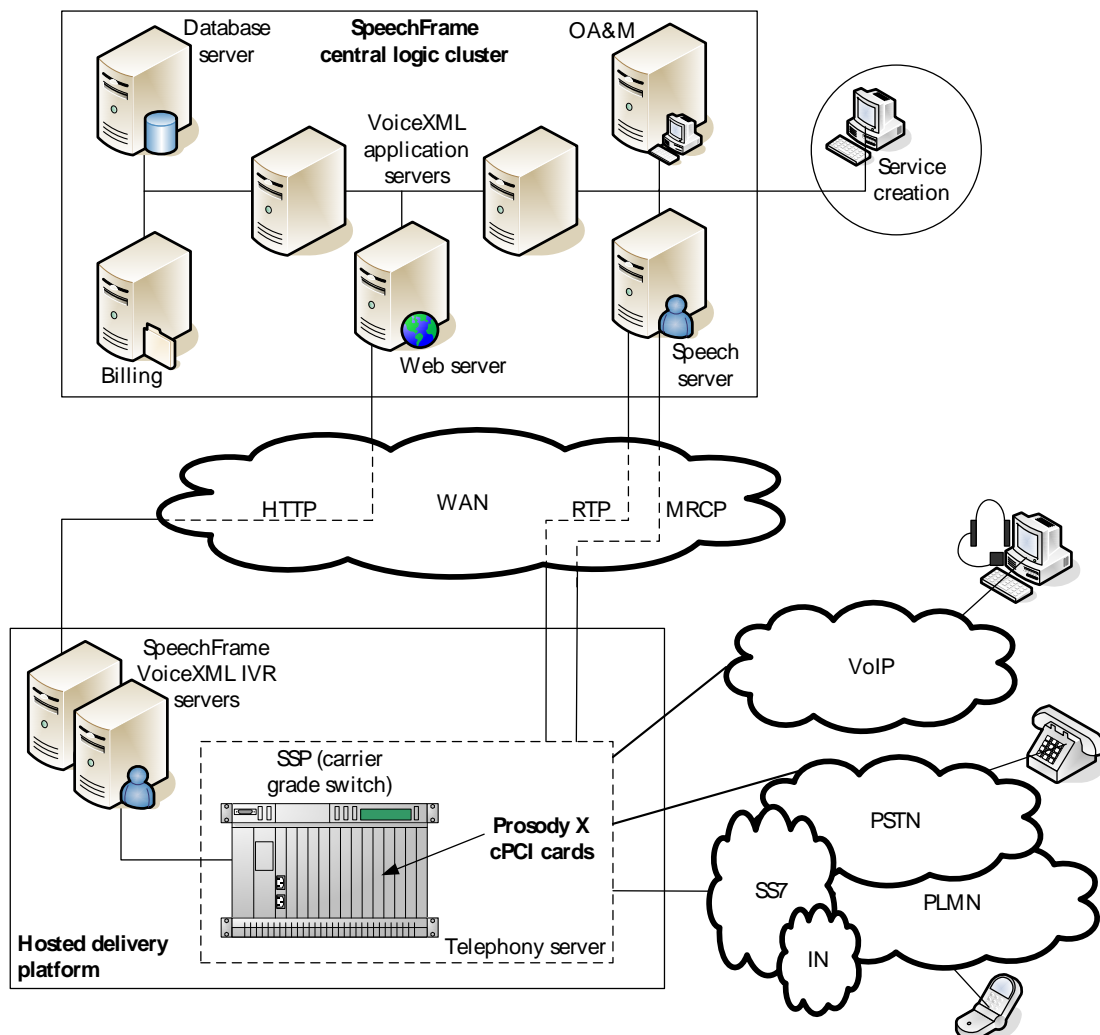 Database
server
SpeechFrame
central logic cluster
OA&M
VoiceXML
application
servers
Service
creation
Billing
Web server
Speech
server
HTTP
WAN
RTP
MRCP
SpeechFrame
VoiceXML IVR
servers
VoIP
SSP (carrier
grade switch)
Prosody X
cPCI cards
PSTN
SS7
PLMN
IN
Telephony server
Hosted delivery
platform